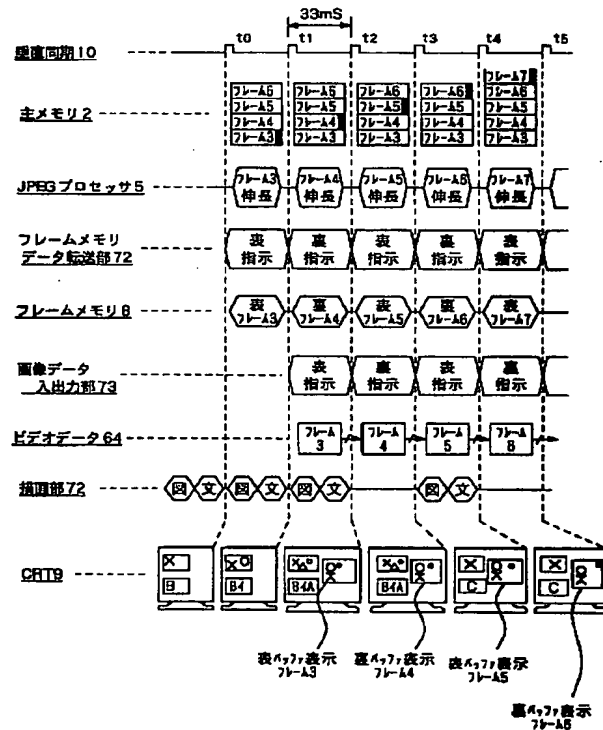 33mS
t0 t1 t2 t3 t4 t5
垂直同期10
フレーム7
フレーム6 フレーム6 フレーム6 フレーム6 フレーム6
フレーム5 フレーム5 フレーム5 フレーム5 フレーム5
主メモリ2
フレーム4 フレーム4 フレーム4 フレーム4 フレーム4
フレーム3 フレーム3 フレーム3 フレーム3 フレーム3
JPEGプロセッサ5
フレーム3 フレーム4 フレーム5 フレーム6 フレーム7
伸長 伸長 伸長 伸長 伸長
フレームメモリ
データ転送部72
表 裏 表 裏 表
指示 指示 指示 指示 指示
フレームメモリ8
表 裏 表 裏 表
フレーム3 フレーム4 フレーム5 フレーム6 フレーム7
画像データ
入出力部73
表 裏 表 裏
指示 指示 指示 指示
ビデオデータ64
フレーム フレーム フレーム フレーム
3 4 5 6
描画部72
図 文 図 文 図 文 図 文
CRT9
B Bイ BイA BイA C C
表バッファ表示
フレーム3
裏バッファ表示
フレーム4
表バッファ表示
フレーム5
裏バッファ表示
フレーム6